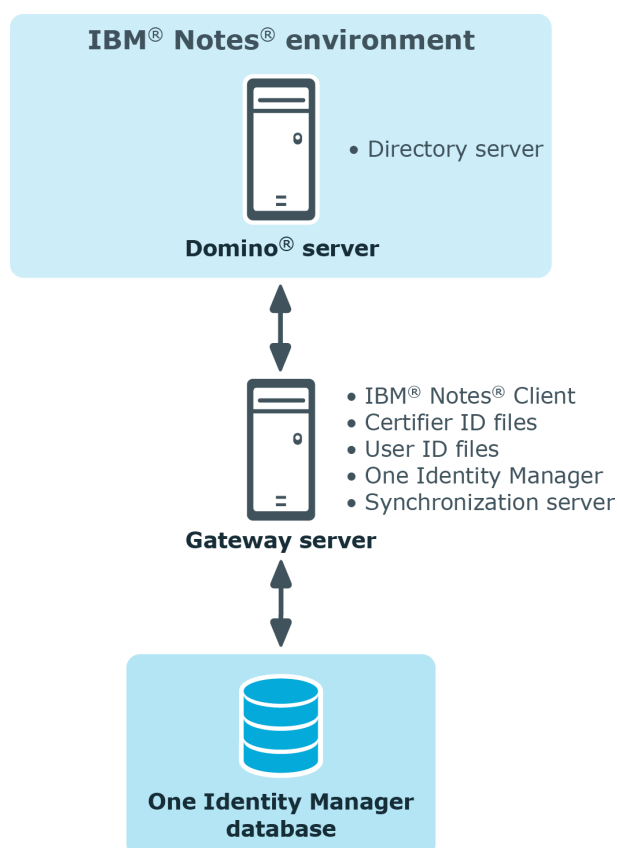 IBM® Notes® environment
• Directory server
Domino® server
• IBM® Notes® Client
• Certifier ID files
• User ID files
• One Identity Manager
• Synchronization server
Gateway server
One Identity Manager
database